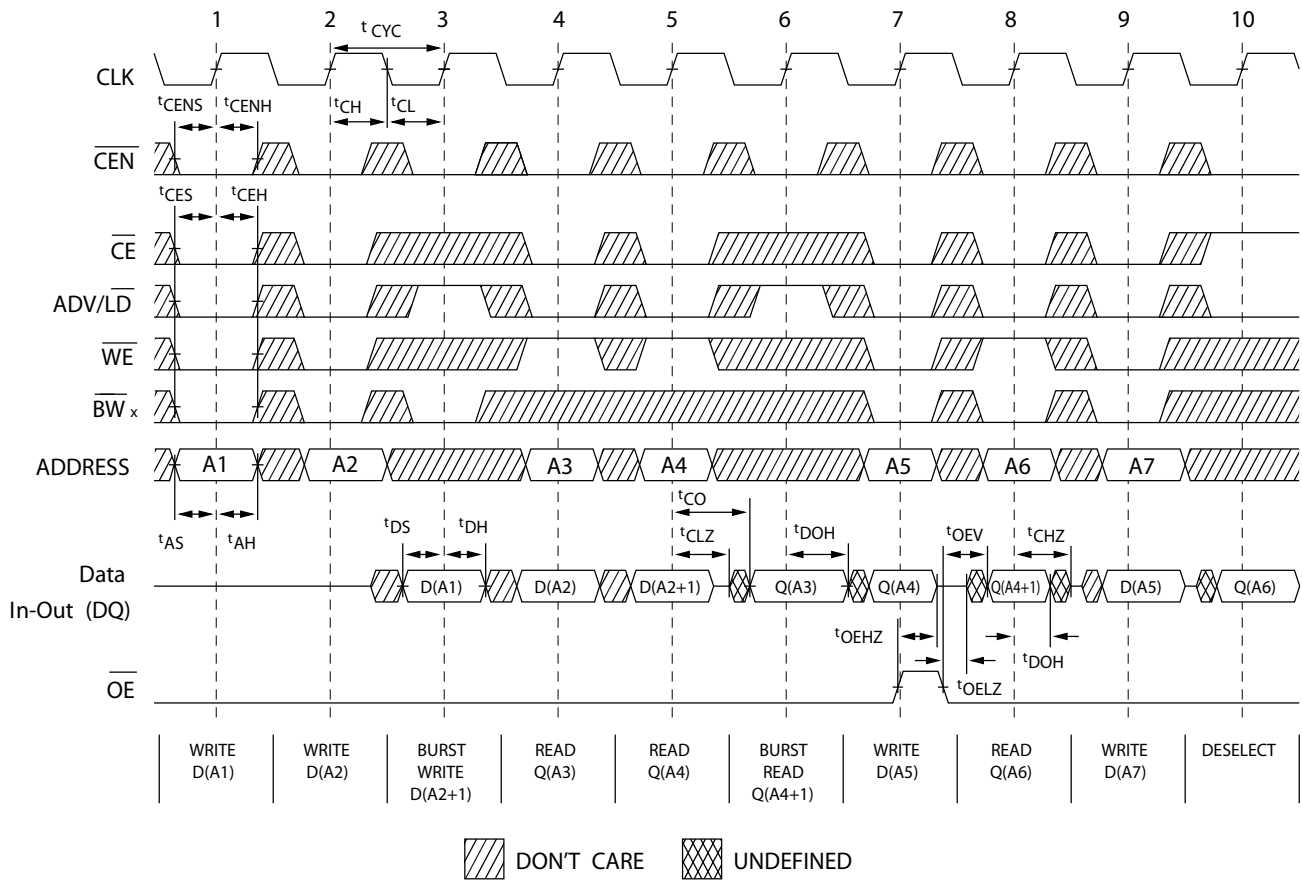 1 2 3 4 5 6 7 8 9 10
t CYC
CLK
tCENS tCENH tCH tCL
CEN
tCES tCEH
CE
ADV/LD
WE
BW x
ADDRESS A1 A2 A3 A4 A5 A6 A7
tCO
tAS tAH tDS tDH tCLZ tDOH tOEV tCHZ
Data
In-Out (DQ)
D(A1) D(A2) D(A2+1) Q(A3) Q(A4) Q(A4+1) D(A5) Q(A6)
tOEHZ tDOH
tOELZ
OE
WRITE
D(A1)
WRITE
D(A2)
BURST
WRITE
D(A2+1)
READ
Q(A3)
READ
Q(A4)
BURST
READ
Q(A4+1)
WRITE
D(A5)
READ
Q(A6)
WRITE
D(A7)
DESELECT
DON'T CARE UNDEFINED